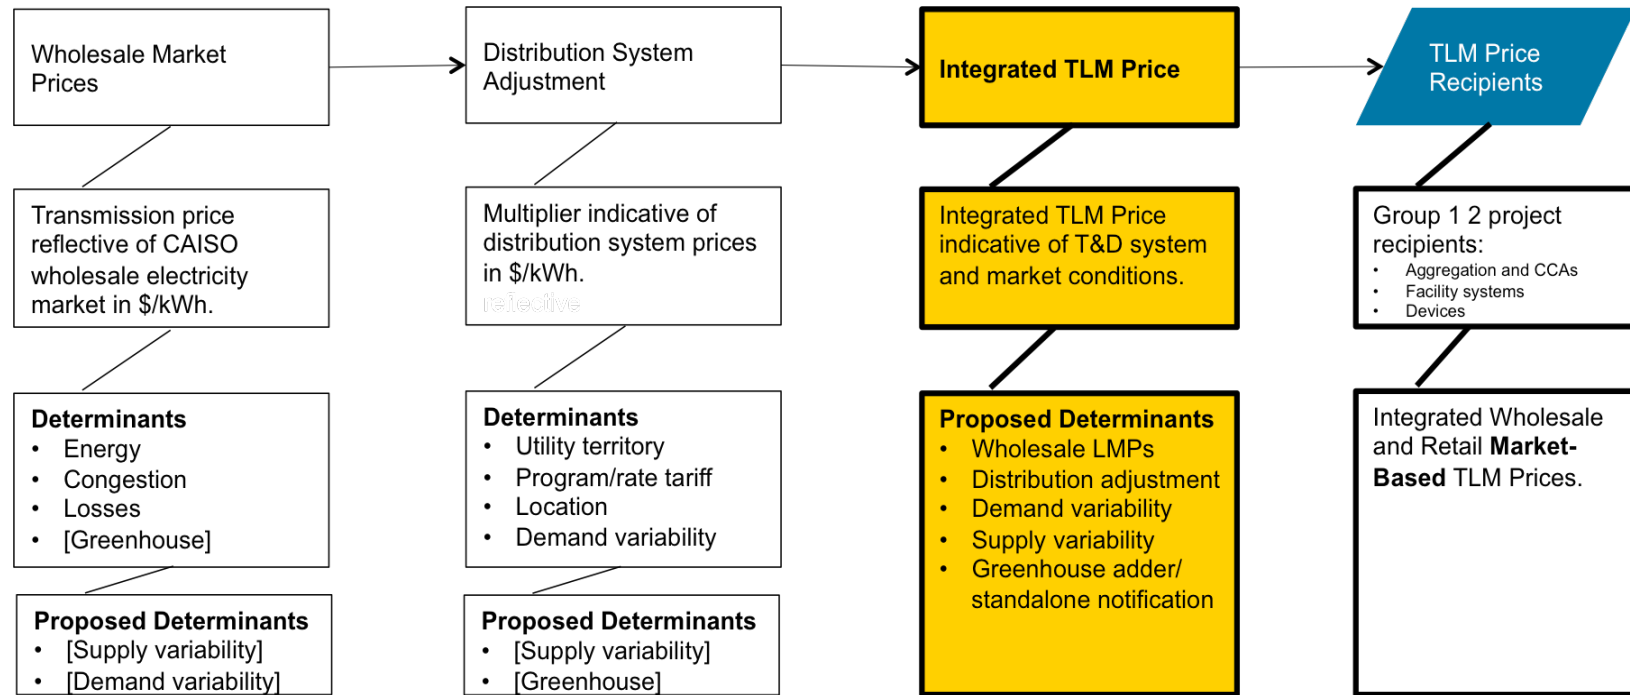 Wholesale Market
Prices
Distribution System
Adjustment
Integrated TLM Price
TLM Price
Recipients
Transmission price
reflective of CAISO
wholesale electricity
market in $/kWh.
Multiplier indicative of
distribution system prices
in $/kWh.
reflective
Integrated TLM Price
indicative of T&D system
and market conditions.
Group 1 2 project
recipients:
• Aggregation and CCAs
• Facility systems
• Devices
Determinants
• Energy
• Congestion
• Losses
• [Greenhouse]
Determinants
• Utility territory
• Program/rate tariff
• Location
• Demand variability
Proposed Determinants
• Wholesale LMPs
• Distribution adjustment
• Demand variability
• Supply variability
• Greenhouse adder/
standalone notification
Integrated Wholesale
and Retail Market-
Based TLM Prices.
Proposed Determinants
• [Supply variability]
• [Demand variability]
Proposed Determinants
• [Supply variability]
• [Greenhouse]